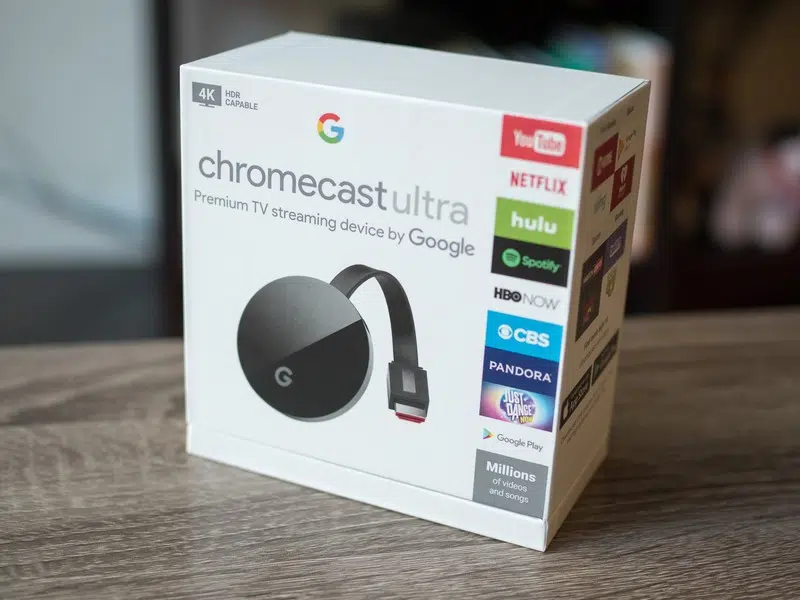 4K
HDR
CAPABLE
G
chromecast ultra
Premium TV streaming device by Google
G
YouTube
NETFLIX
hulu
Spotify
HBO NOW
CBS
PANDORA
JUST
DANCE
NOW
Google Play
Millions
of videos
and songs